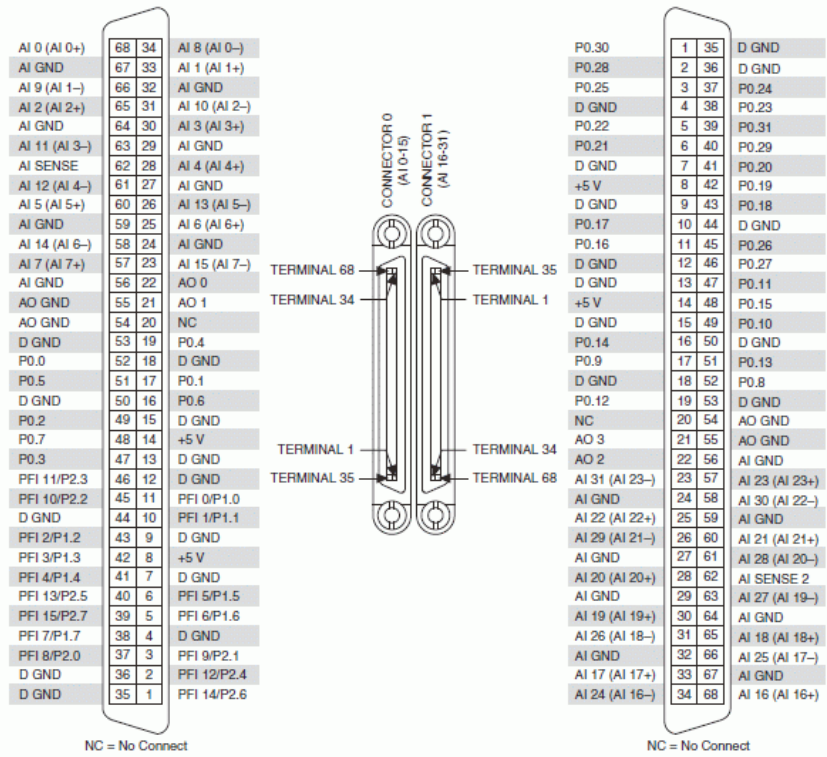 AI 0 (AI 0+) 68 34 AI 8 (AI 0–)
AI GND 67 33 AI 1 (AI 1+)
AI 9 (AI 1–) 66 32 AI GND
AI 2 (AI 2+) 65 31 AI 10 (AI 2–)
AI GND 64 30 AI 3 (AI 3+)
AI 11 (AI 3–) 63 29 AI GND
AI SENSE 62 28 AI 4 (AI 4+)
AI 12 (AI 4–) 61 27 AI GND
AI 5 (AI 5+) 60 26 AI 13 (AI 5–)
AI GND 59 25 AI 6 (AI 6+)
AI 14 (AI 6–) 58 24 AI GND
AI 7 (AI 7+) 57 23 AI 15 (AI 7–)
AI GND 56 22 AO 0
AO GND 55 21 AO 1
AO GND 54 20 NC
D GND 53 19 P0.4
P0.0 52 18 D GND
P0.5 51 17 P0.1
D GND 50 16 P0.6
P0.2 49 15 D GND
P0.7 48 14 +5 V
P0.3 47 13 D GND
PFI 11/P2.3 46 12 D GND
PFI 10/P2.2 45 11 PFI 0/P1.0
D GND 44 10 PFI 1/P1.1
PFI 2/P1.2 43 9 D GND
PFI 3/P1.3 42 8 +5 V
PFI 4/P1.4 41 7 D GND
PFI 13/P2.5 40 6 PFI 5/P1.5
PFI 15/P2.7 39 5 PFI 6/P1.6
PFI 7/P1.7 38 4 D GND
PFI 8/P2.0 37 3 PFI 9/P2.1
D GND 36 2 PFI 12/P2.4
D GND 35 1 PFI 14/P2.6
NC = No Connect
CONNECTOR 0
(AI 0-15)
CONNECTOR 1
(AI 16-31)
TERMINAL 68
TERMINAL 34
TERMINAL 35
TERMINAL 1
TERMINAL 1
TERMINAL 35
TERMINAL 34
TERMINAL 68
P0.30 1 35 D GND
P0.28 2 36 D GND
P0.25 3 37 P0.24
D GND 4 38 P0.23
P0.22 5 39 P0.31
P0.21 6 40 P0.29
D GND 7 41 P0.20
+5 V 8 42 P0.19
D GND 9 43 P0.18
P0.17 10 44 D GND
P0.16 11 45 P0.26
D GND 12 46 P0.27
D GND 13 47 P0.11
+5 V 14 48 P0.15
D GND 15 49 P0.10
P0.14 16 50 D GND
P0.9 17 51 P0.13
D GND 18 52 P0.8
P0.12 19 53 D GND
NC 20 54 AO GND
AO 3 21 55 AO GND
AO 2 22 56 AI GND
AI 31 (AI 23–) 23 57 AI 23 (AI 23+)
AI GND 24 58 AI 30 (AI 22–)
AI 22 (AI 22+) 25 59 AI GND
AI 29 (AI 21–) 26 60 AI 21 (AI 21+)
AI GND 27 61 AI 28 (AI 20–)
AI 20 (AI 20+) 28 62 AI SENSE 2
AI GND 29 63 AI 27 (AI 19–)
AI 19 (AI 19+) 30 64 AI GND
AI 26 (AI 18–) 31 65 AI 18 (AI 18+)
AI GND 32 66 AI 25 (AI 17–)
AI 17 (AI 17+) 33 67 AI GND
AI 24 (AI 16–) 34 68 AI 16 (AI 16+)
NC = No Connect